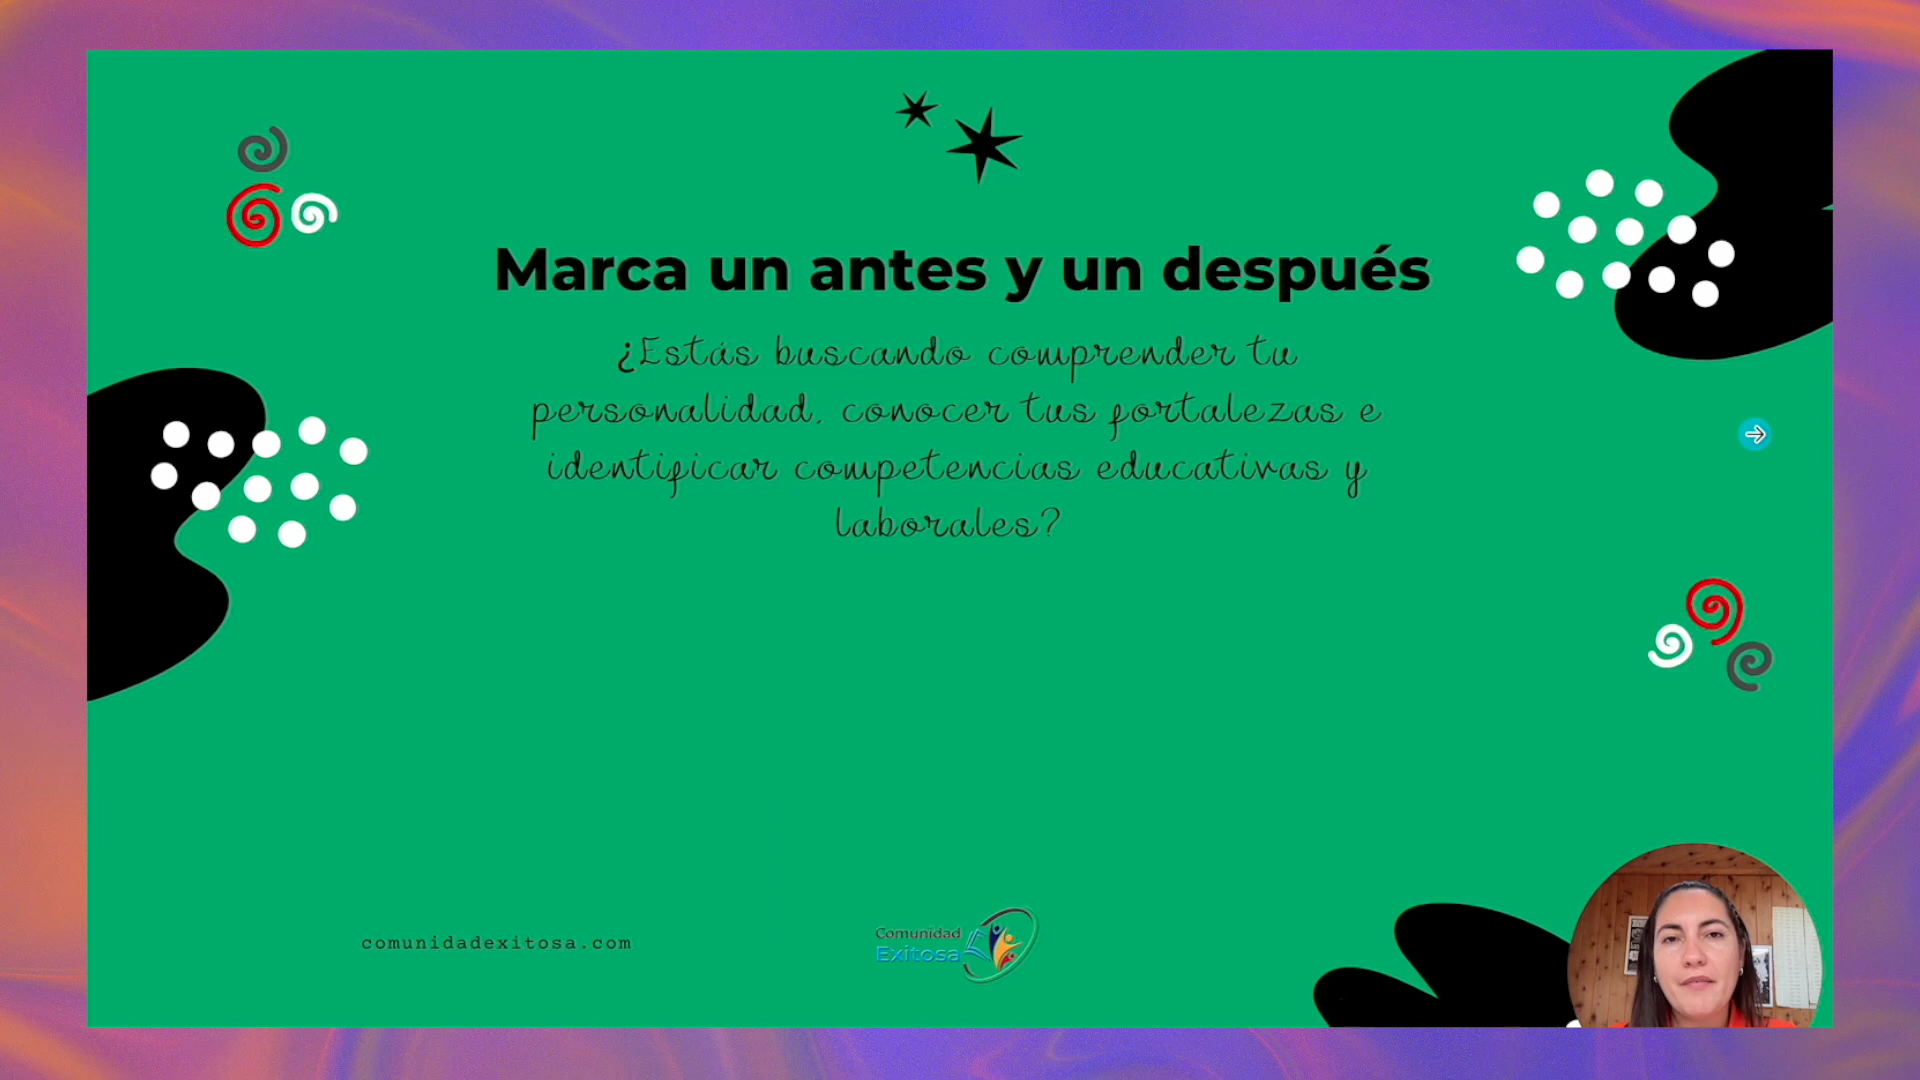 Marca un antes y un después
¿Estás buscando comprender tu
personalidad, conocer tus fortalezas e
identificar competencias educativas y
laborales?
comunidadexitosa.com
Comunidad
Exitosa